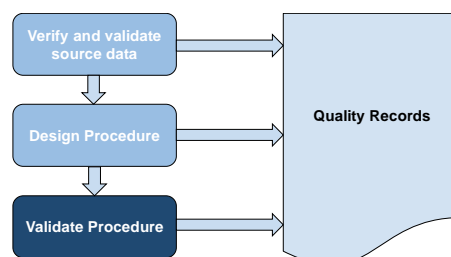 Verify and validate
source data
Design Procedure
Validate Procedure
Quality Records